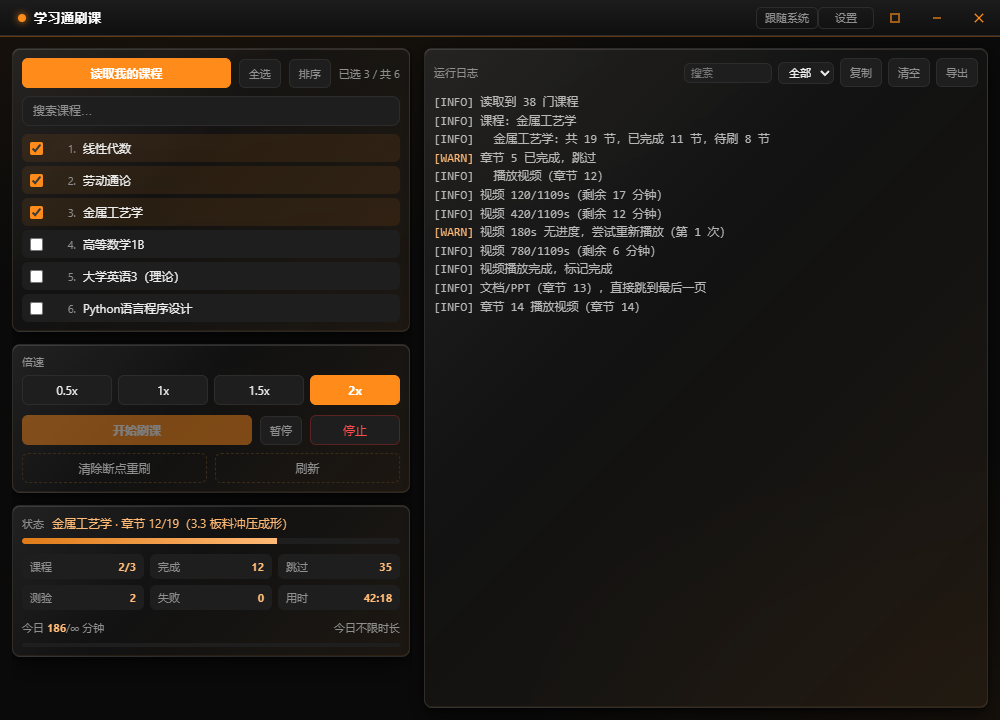 学习通刷课
跟随系统 设置
读取我的课程 全选 排序 已选 3 / 共 6
搜索课程...
1. 线性代数
2. 劳动通论
3. 金属工艺学
4. 高等数学1B
5. 大学英语3（理论）
6. Python语言程序设计
倍速
0.5x 1x 1.5x 2x
开始刷课 暂停 停止
清除断点重刷 刷新
状态 金属工艺学 · 章节 12/19（3.3 板料冲压成形）
课程 2/3 完成 12 跳过 35
测验 2 失败 0 用时 42:18
今日 186/∞ 分钟 今日不限时长
运行日志 搜索 全部 复制 清空 导出
[INFO] 读取到 38 门课程
[INFO] 课程: 金属工艺学
[INFO] 金属工艺学: 共 19 节, 已完成 11 节, 待刷 8 节
[WARN] 章节 5 已完成, 跳过
[INFO] 播放视频 (章节 12)
[INFO] 视频 120/1109s (剩余 17 分钟)
[INFO] 视频 420/1109s (剩余 12 分钟)
[WARN] 视频 180s 无进度, 尝试重新播放 (第 1 次)
[INFO] 视频 780/1109s (剩余 6 分钟)
[INFO] 视频播放完成, 标记完成
[INFO] 文档/PPT (章节 13) , 直接跳到最后一页
[INFO] 章节 14 播放视频 (章节 14)